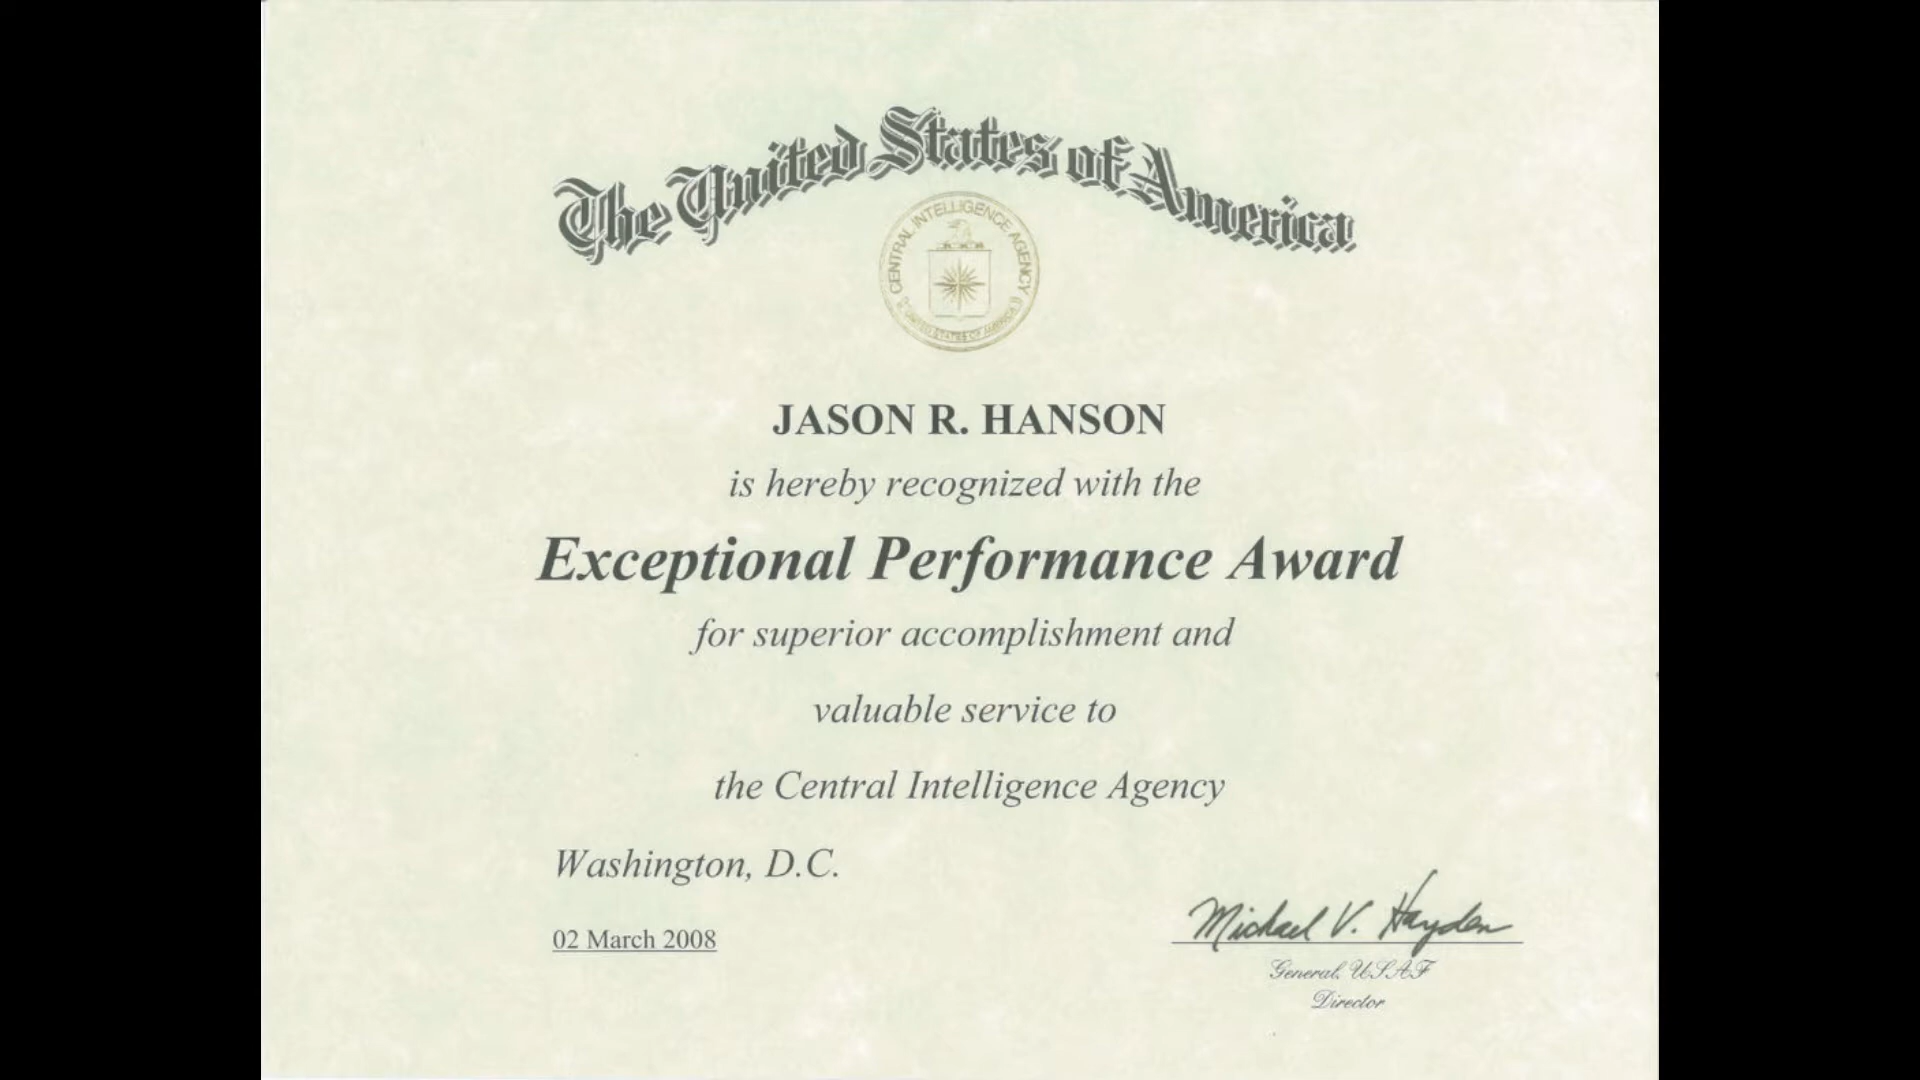 The United States of America
CENTRAL INTELLIGENCE AGENCY
UNITED STATES OF AMERICA
JASON R. HANSON
is hereby recognized with the
Exceptional Performance Award
for superior accomplishment and
valuable service to
the Central Intelligence Agency
Washington, D.C.
02 March 2008
Michael V. Hayden
General, USAF
Director